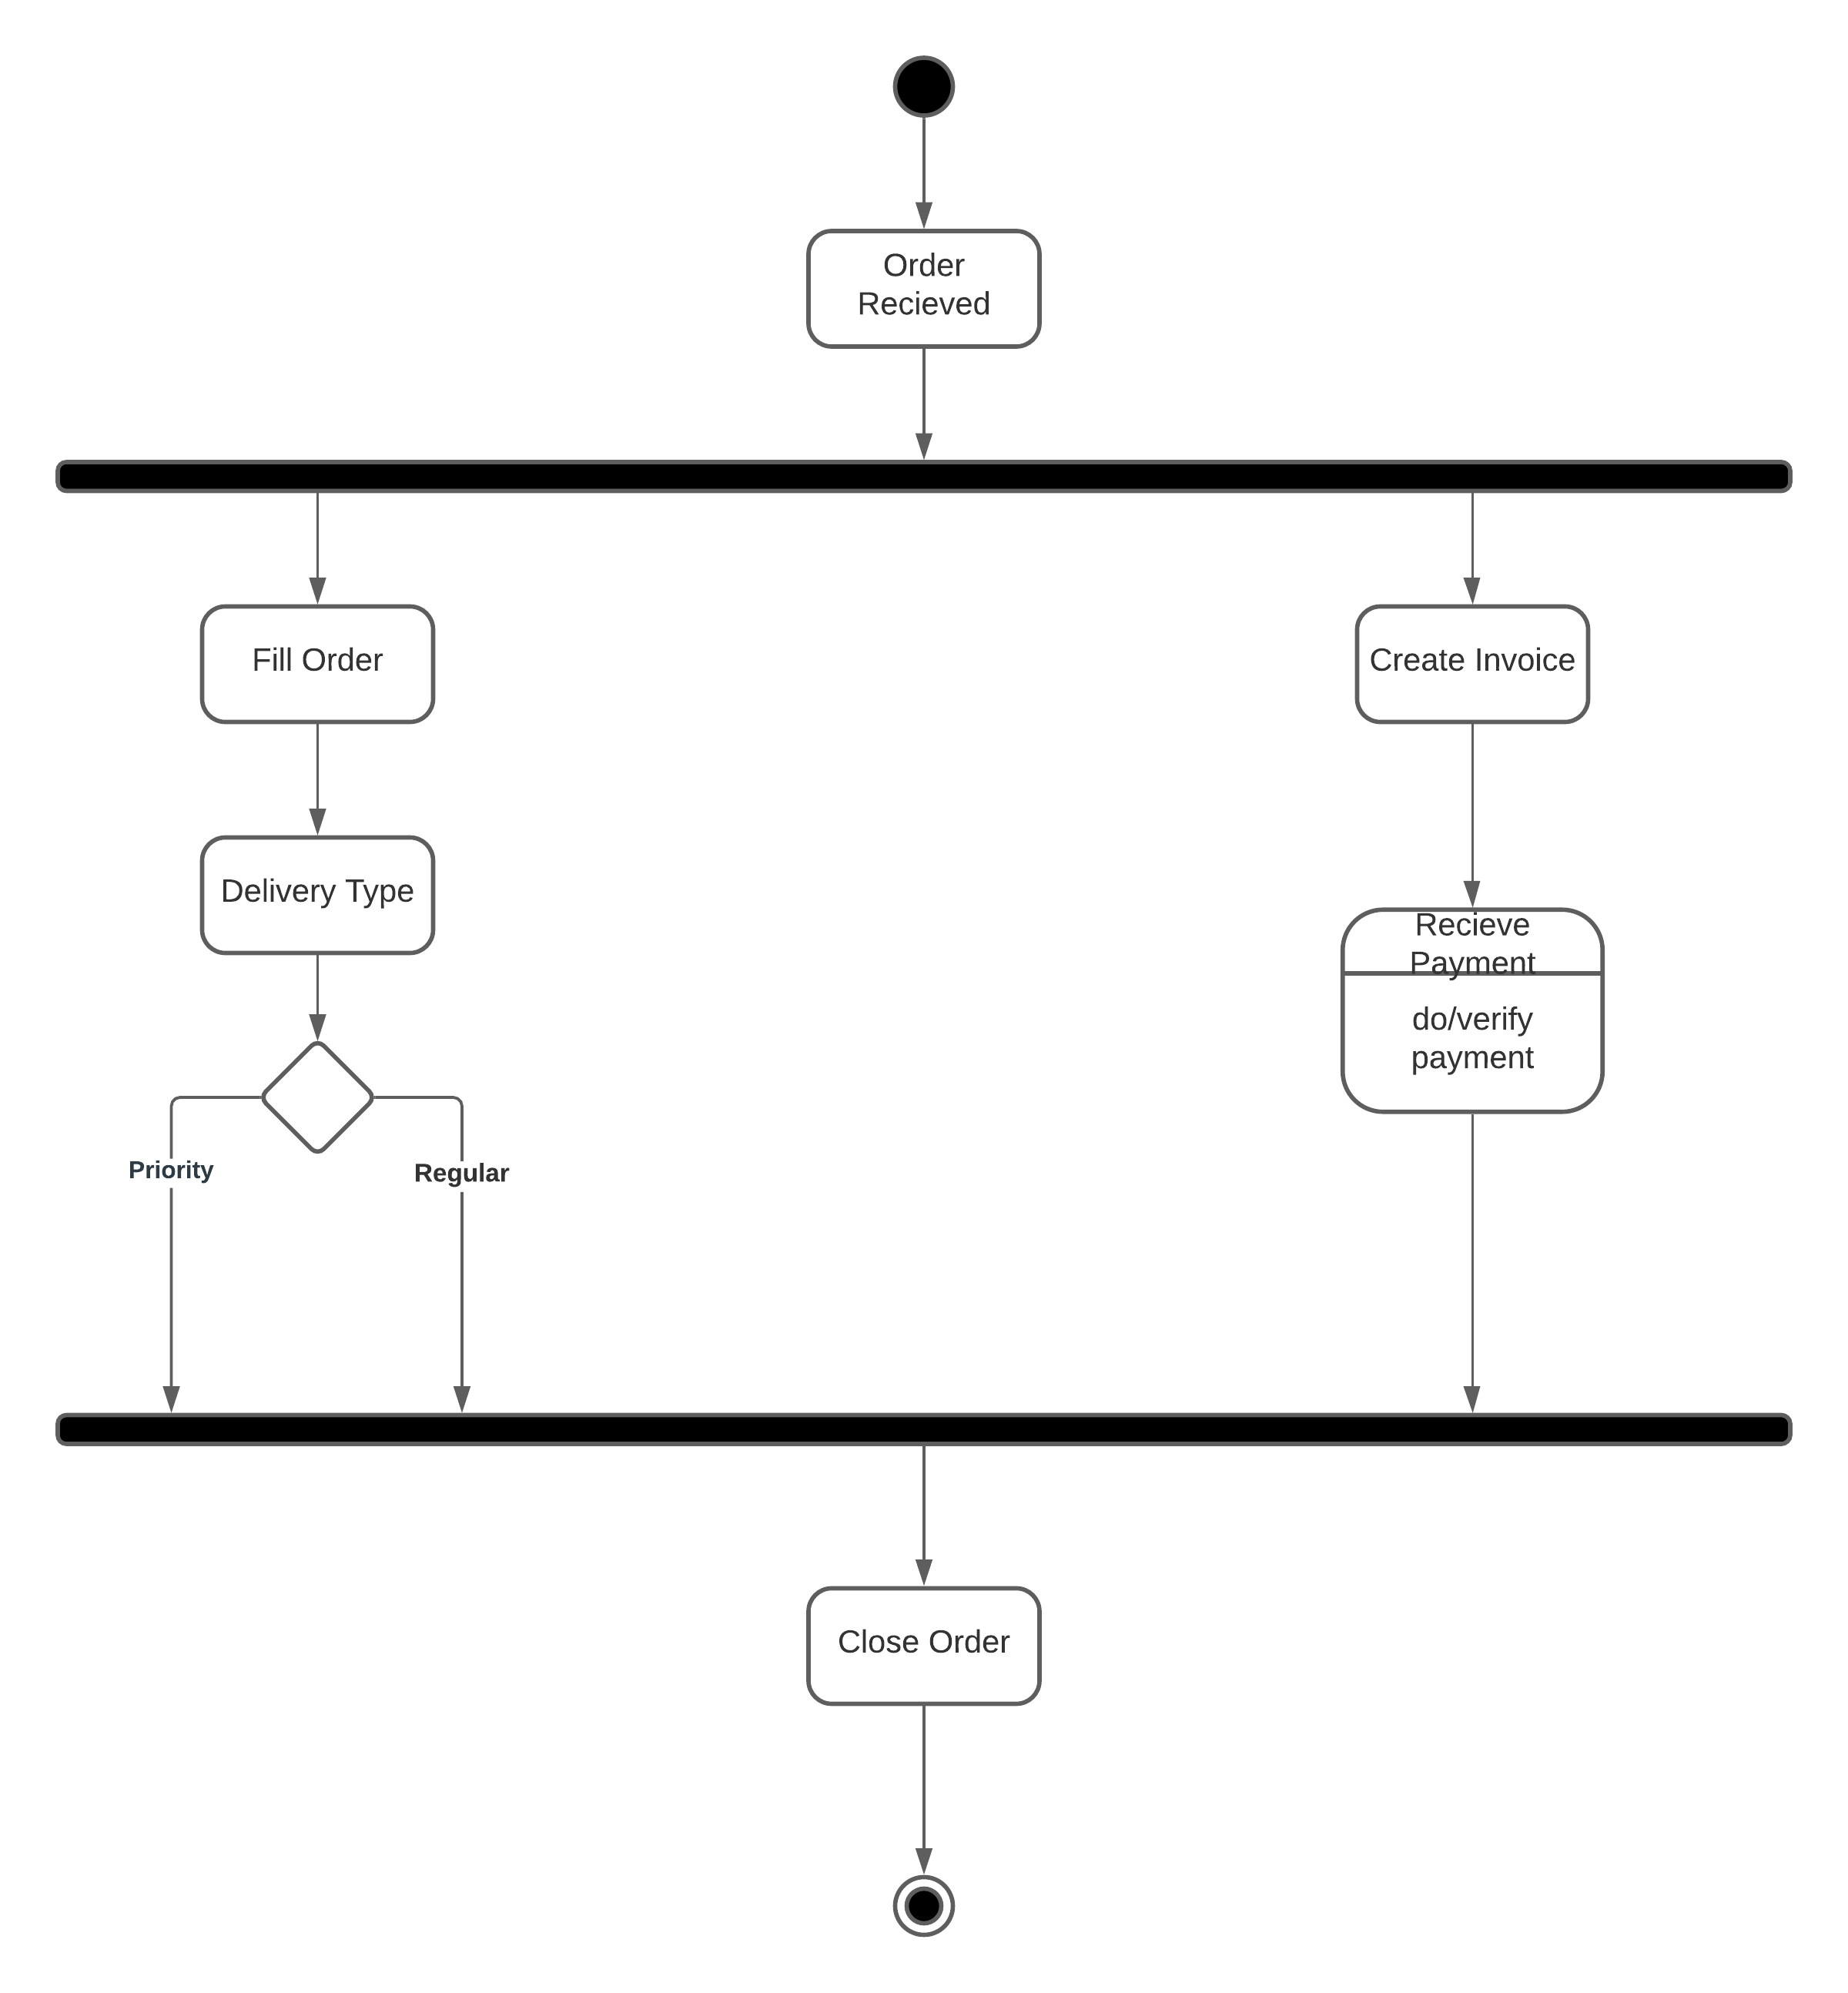 Order
Recieved
Fill Order
Create Invoice
Delivery Type
Recieve
Payment
do/verify
payment
Priority
Regular
Close Order